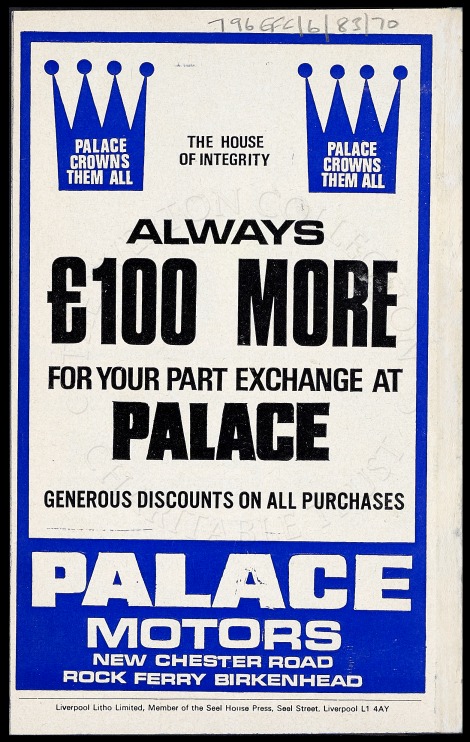 796EFC/6/83/70
PALACE
CROWNS
THEM ALL
THE HOUSE
OF INTEGRITY
PALACE
CROWNS
THEM ALL
ALWAYS
£100 MORE
FOR YOUR PART EXCHANGE AT
PALACE
GENEROUS DISCOUNTS ON ALL PURCHASES
PALACE
MOTORS
NEW CHESTER ROAD
ROCK FERRY BIRKENHEAD
Liverpool Litho Limited, Member of the Seel House Press, Seel Street, Liverpool L1 4AY